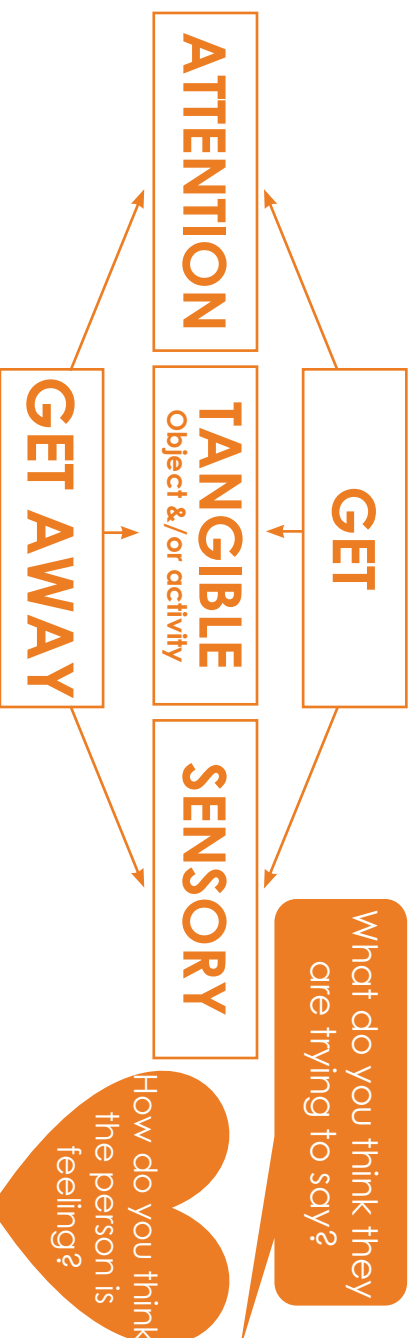 GET
ATTENTION
TANGIBLE
Object &/or activity
SENSORY
GET AWAY
What do you think they
are trying to say?
How do you think
the person is
feeling?